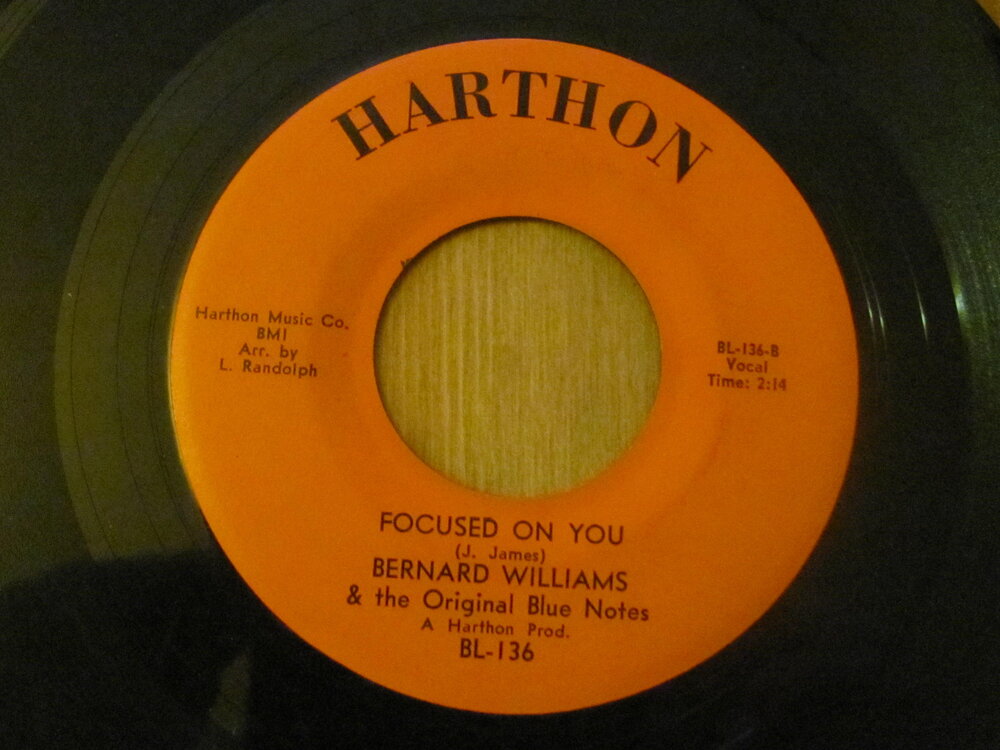 HARTHON
Harthon Music Co.
BMI
Arr. by
L. Randolph
BL-136-B
Vocal
Time: 2:14
FOCUSED ON YOU
(J. James)
BERNARD WILLIAMS
& the Original Blue Notes
A Harthon Prod.
BL-136